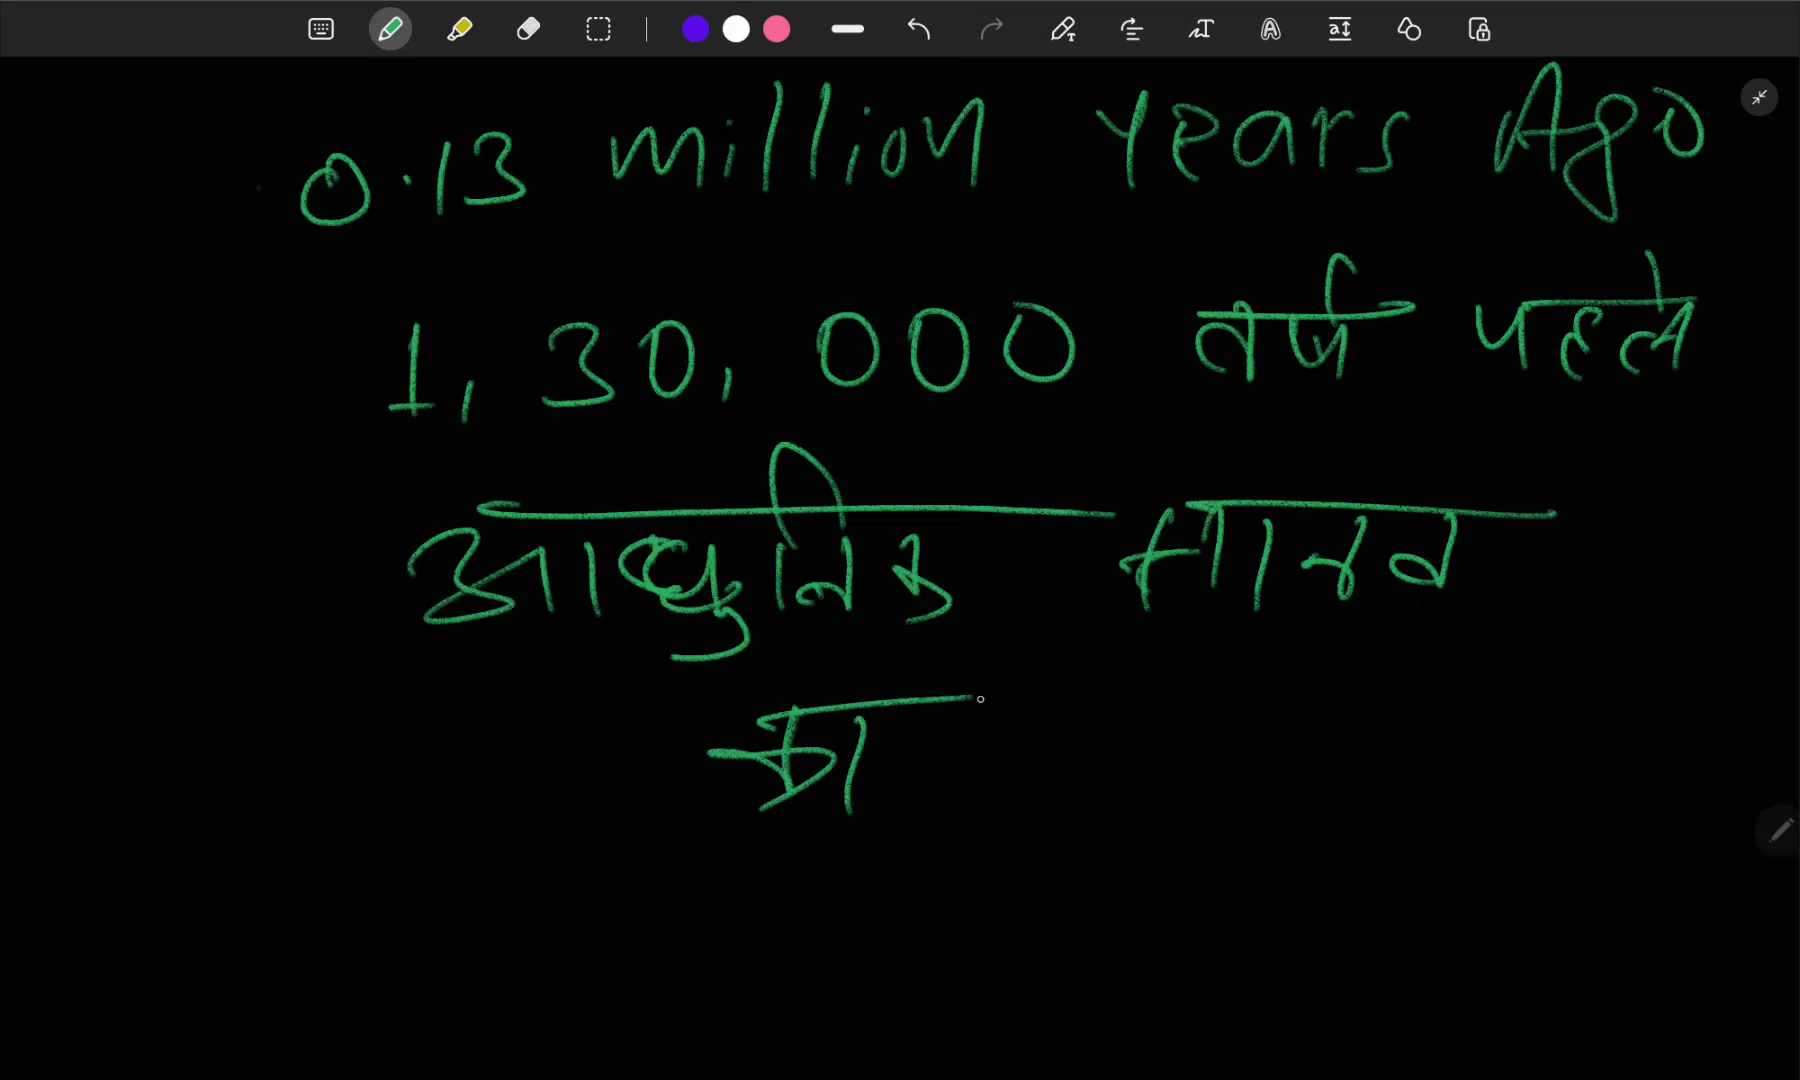 0.13 million Years Ago
1,30,000 वर्ष पहले
आधुनिक मानव
का